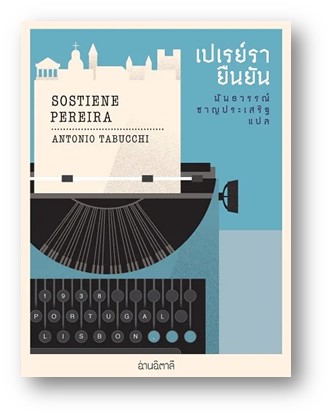 เปเรย์รา
ยืนยัน
นันธวรรณ์
ชาญประเสริฐ
แปล
SOSTIENE
PEREIRA
ANTONIO TABUCCHI
1938
PORTUGAL
LISBON
อ่านอิตาลี